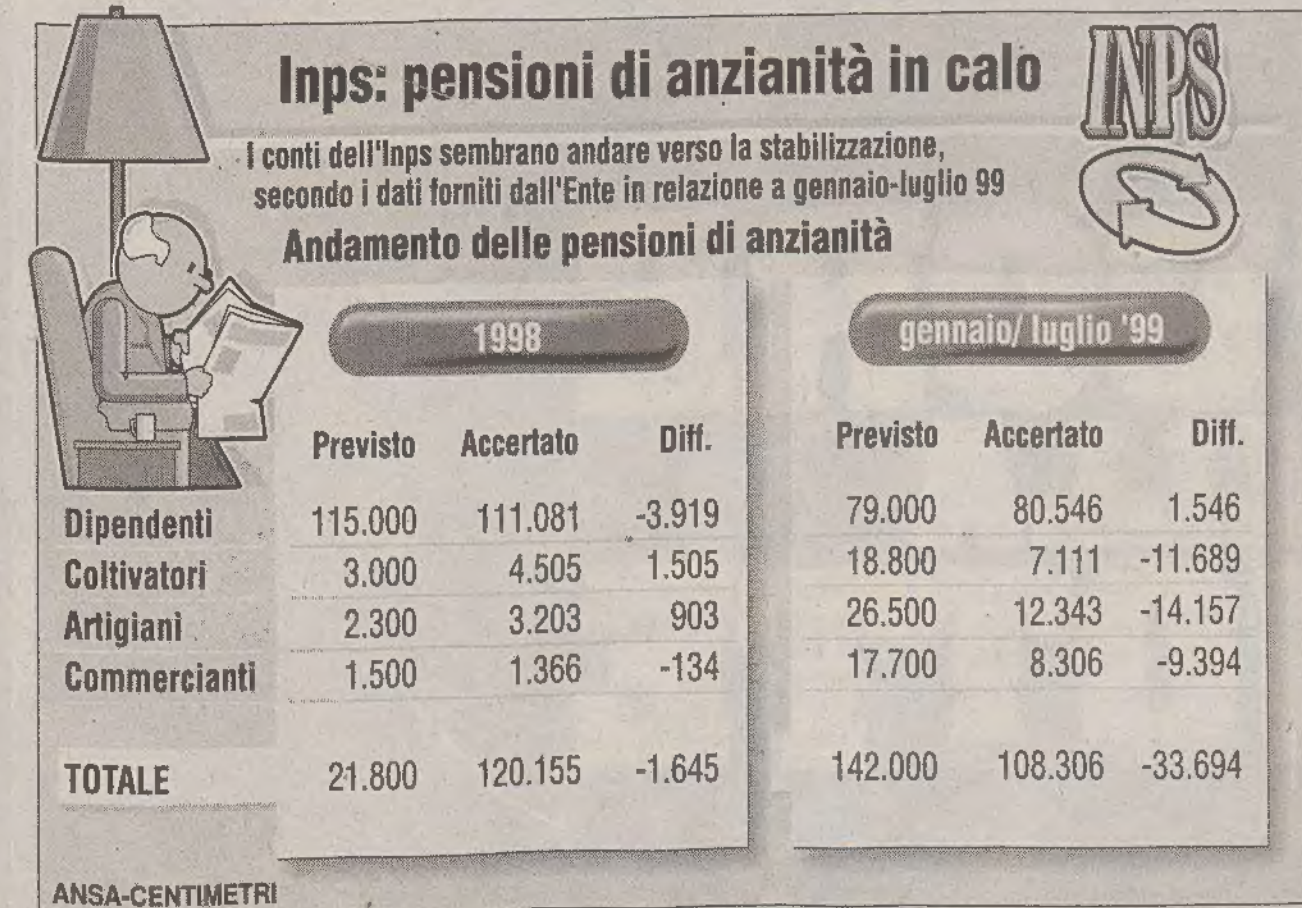 Inps: pensioni di anzianità in calo
INPS
I conti dell'Inps sembrano andare verso la stabilizzazione,
secondo i dati forniti dall'Ente in relazione a gennaio-luglio 99
Andamento delle pensioni di anzianità
1998 gennaio/ luglio '99
Previsto Accertato Diff. Previsto Accertato Diff.
Dipendenti 115.000 111.081 -3.919 79.000 80.546 1.546
Coltivatori 3.000 4.505 1.505 18.800 7.111 -11.689
Artigiani 2.300 3.203 903 26.500 12.343 -14.157
Commercianti 1.500 1.366 -134 17.700 8.306 -9.394
TOTALE 21.800 120.155 -1.645 142.000 108.306 -33.694
ANSA-CENTIMETRI